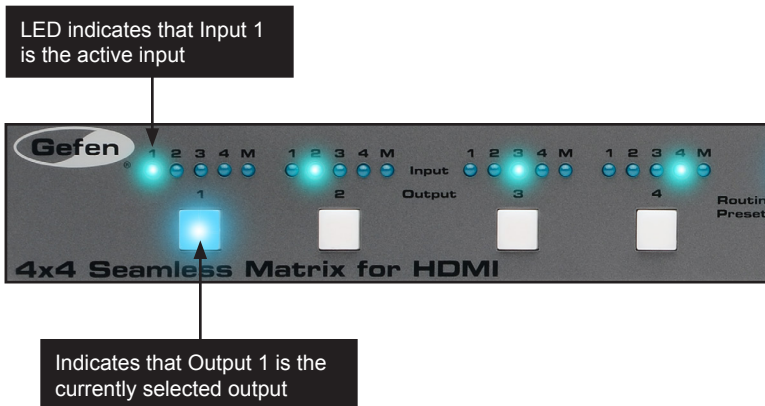 LED indicates that Input 1
is the active input
Gefen
®
1 2 3 4 M 1 2 3 4 M Input 1 2 3 4 M 1 2 3 4 M
1 2 Output 3 4
Routin
Preset
4x4 Seamless Matrix for HDMI
Indicates that Output 1 is the
currently selected output